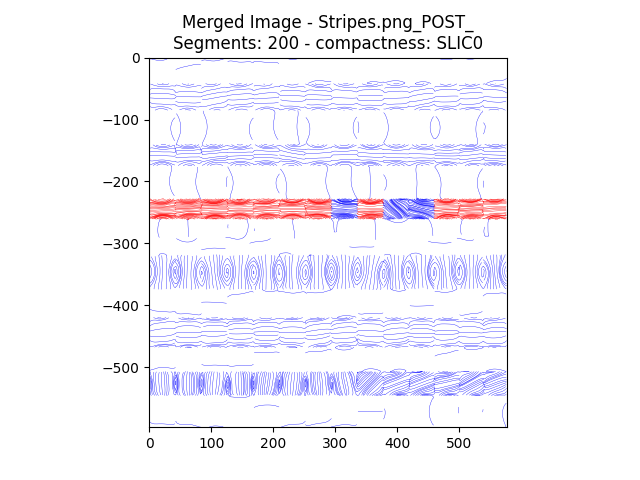 Merged Image - Stripes.png_POST_
Segments: 200 - compactness: SLIC0
0
−100
−200
−300
−400
−500
0 100 200 300 400 500